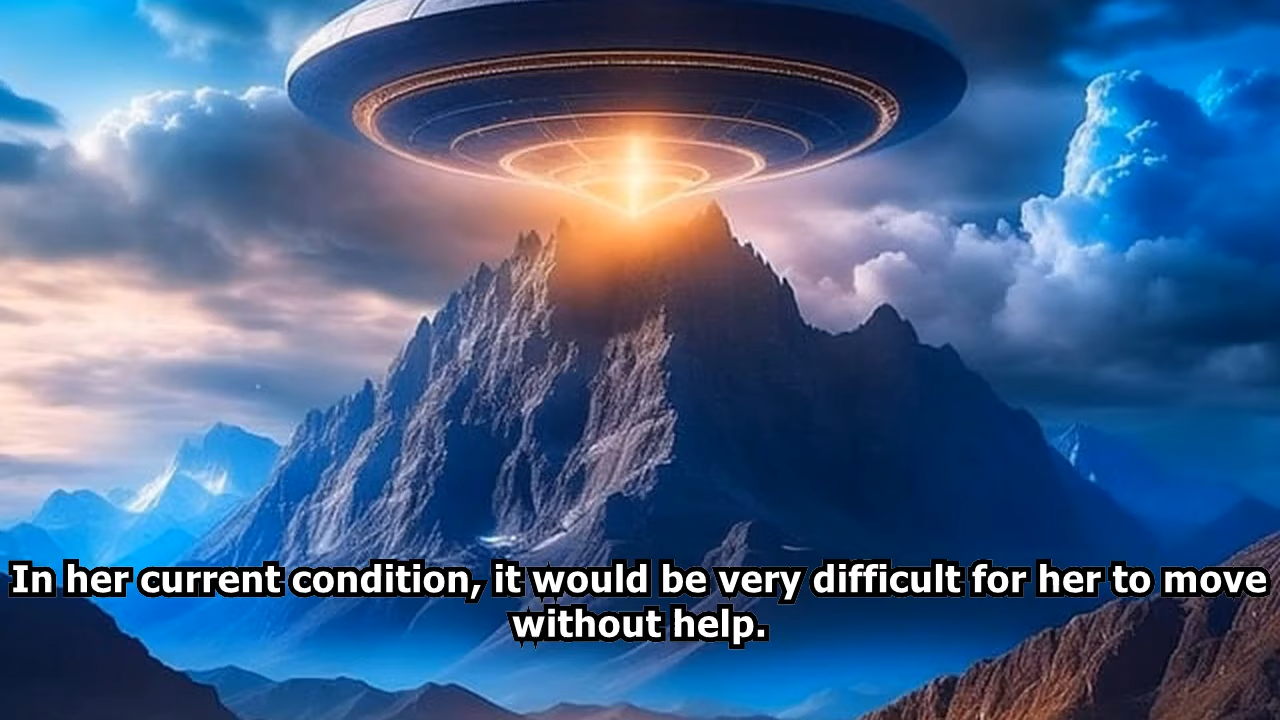 In her current condition, it would be very difficult for her to move
without help.